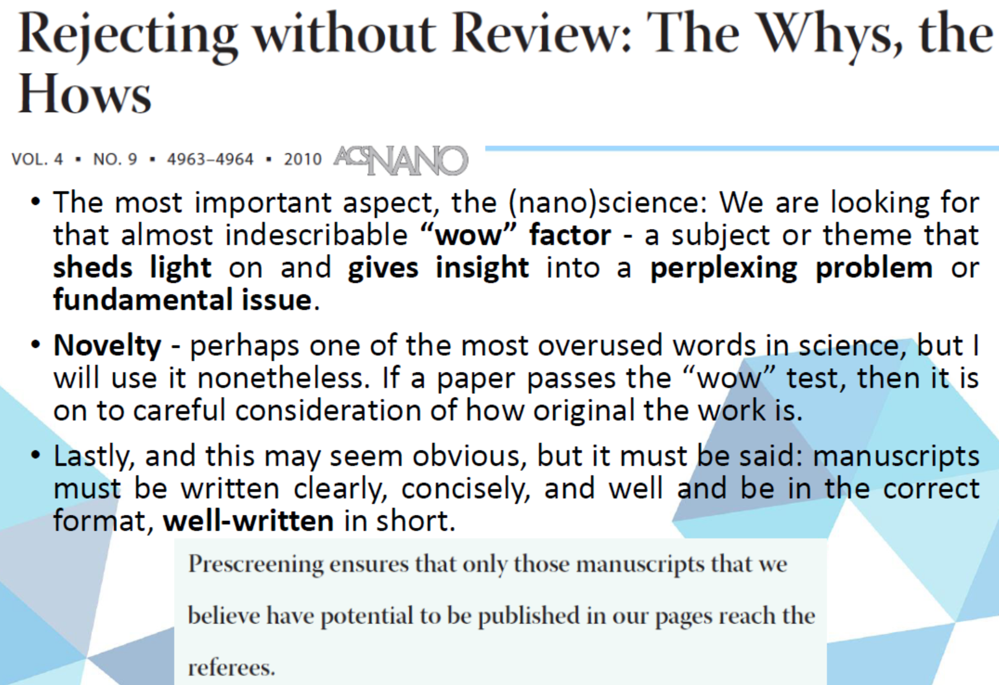 Rejecting without Review: The Whys, the
Hows
VOL. 4 ▪ NO. 9 ▪ 4963–4964 ▪ 2010 ACSNANO
• The most important aspect, the (nano)science: We are looking for
that almost indescribable “wow” factor - a subject or theme that
sheds light on and gives insight into a perplexing problem or
fundamental issue.
• Novelty - perhaps one of the most overused words in science, but I
will use it nonetheless. If a paper passes the “wow” test, then it is
on to careful consideration of how original the work is.
• Lastly, and this may seem obvious, but it must be said: manuscripts
must be written clearly, concisely, and well and be in the correct
format, well-written in short.
Prescreening ensures that only those manuscripts that we
believe have potential to be published in our pages reach the
referees.